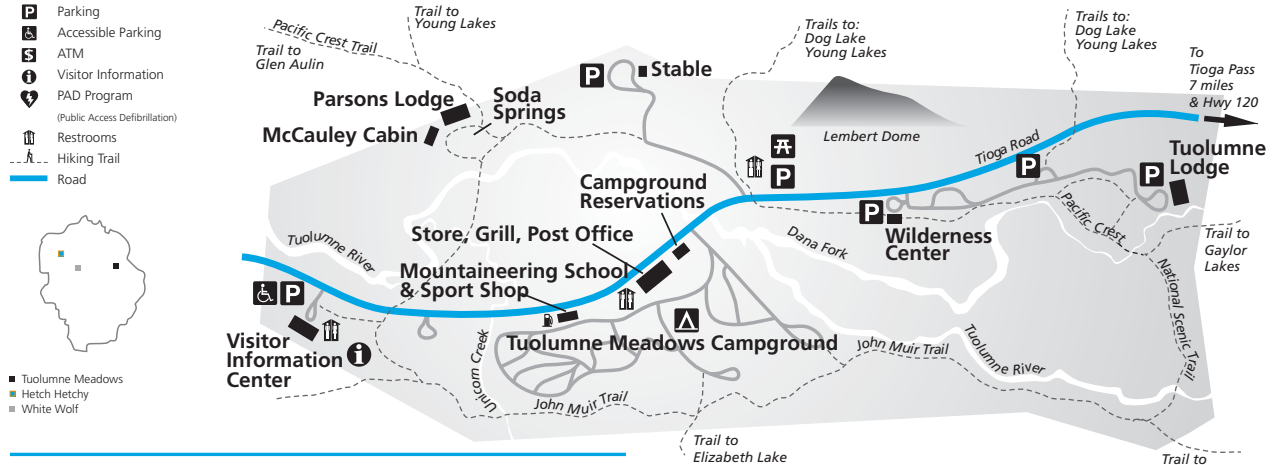 Parking
Accessible Parking
ATM
Visitor Information
PAD Program
(Public Access Defibrillation)
Restrooms
Hiking Trail
Road
Tuolumne Meadows
Hetch Hetchy
White Wolf
Pacific Crest Trail
Trail to
Glen Aulin
Trail to
Young Lakes
Parsons Lodge
McCauley Cabin
Soda
Springs
P
Stable
Trails to:
Dog Lake
Young Lakes
Lembert Dome
Trails to:
Dog Lake
Young Lakes
To
Tioga Pass
7 miles
& Hwy 120
Tioga Road
Tuolumne
Lodge
P
P
P
P
Wilderness
Center
Pacific Crest
National Scenic Trail
Trail to
Gaylor
Lakes
Campground
Reservations
Store, Grill, Post Office
Mountaineering School
& Sport Shop
Tuolumne River
Dana Fork
P
Visitor
Information
Center
Unicorn Creek
Tuolumne Meadows Campground
John Muir Trail
John Muir Trail
Tuolumne River
Trail to
Elizabeth Lake
Trail to